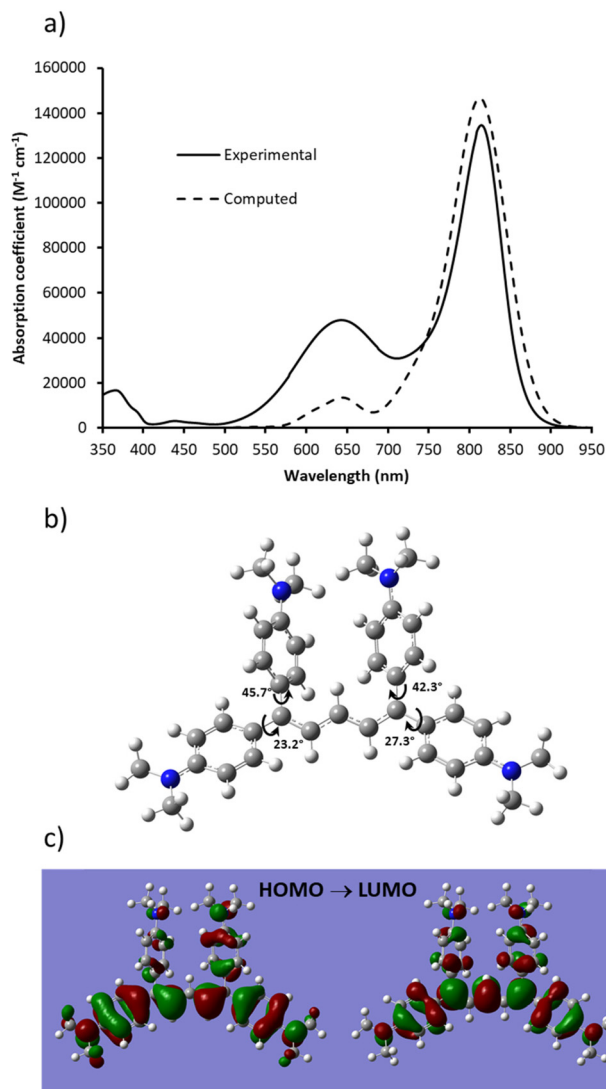 a)
160000
140000
120000
100000
80000
60000
40000
20000
0
Absorption coefficient (M⁻¹ cm⁻¹)
Experimental
Computed
350 400 450 500 550 600 650 700 750 800 850 900 950
Wavelength (nm)
b)
45.7° 42.3°
23.2° 27.3°
c)
HOMO → LUMO